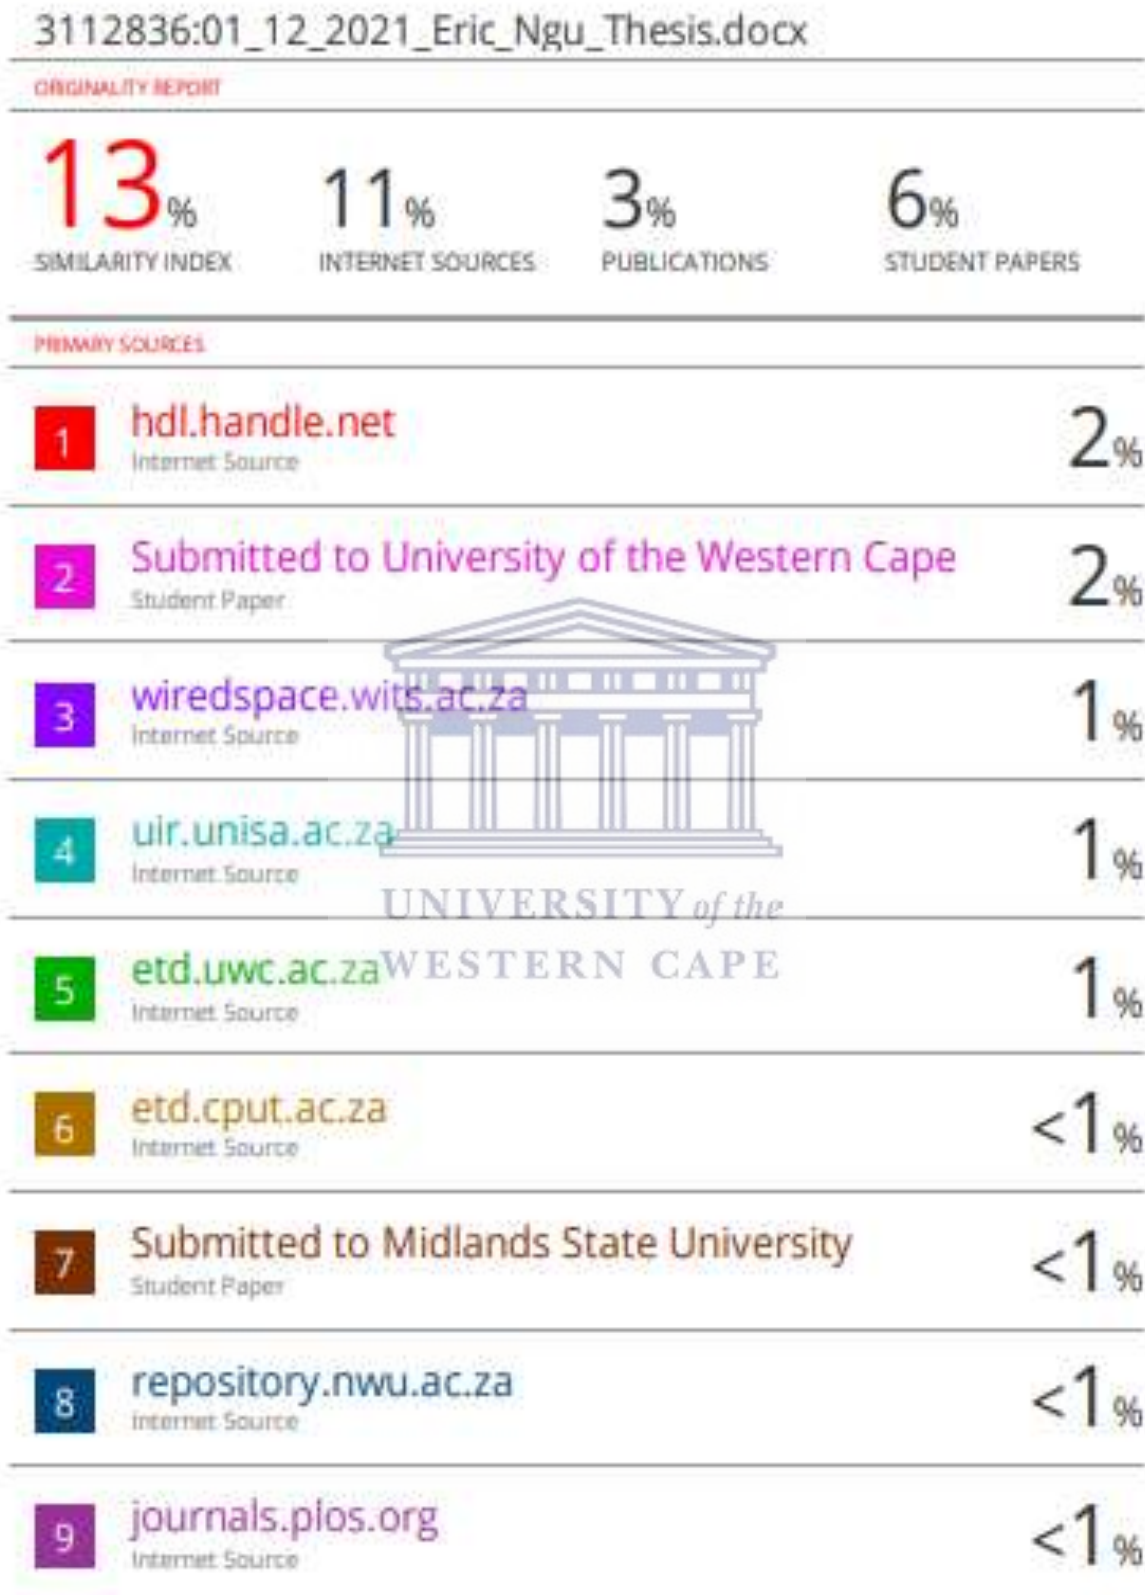 3112836:01_12_2021_Eric_Ngu_Thesis.docx
ORIGINALITY REPORT
13% 11% 3% 6%
SIMILARITY INDEX INTERNET SOURCES PUBLICATIONS STUDENT PAPERS
PRIMARY SOURCES
1 hdl.handle.net 2%
Internet Source
2 Submitted to University of the Western Cape 2%
Student Paper
3 wiredspace.wits.ac.za 1%
Internet Source
4 uir.unisa.ac.za 1%
Internet Source
UNIVERSITY of the
5 etd.uwc.ac.za 1%
WESTERN CAPE
Internet Source
6 etd.cput.ac.za <1%
Internet Source
7 Submitted to Midlands State University <1%
Student Paper
8 repository.nwu.ac.za <1%
Internet Source
9 journals.plos.org <1%
Internet Source